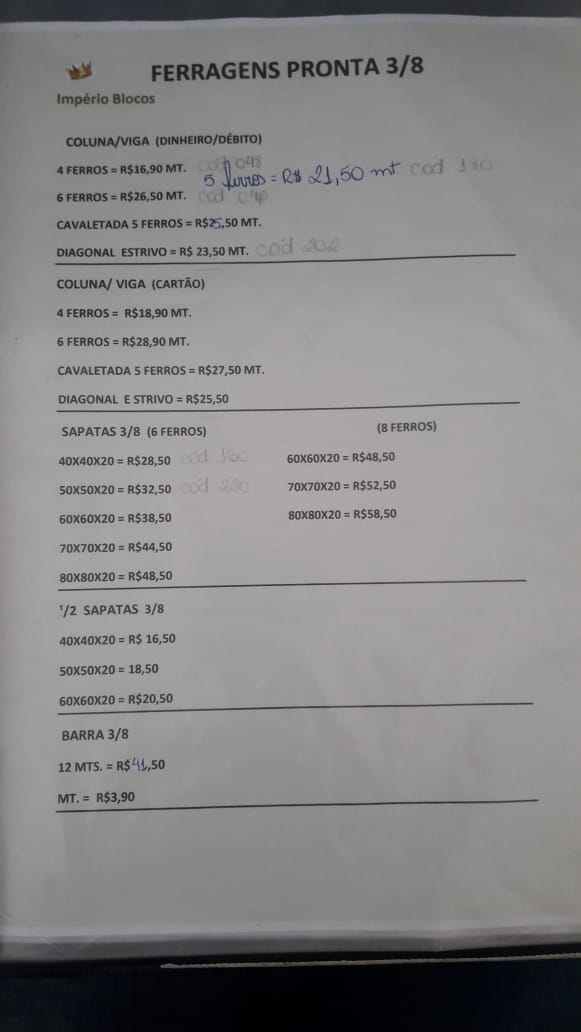 FERRAGENS PRONTA 3/8
Império Blocos
COLUNA/VIGA (DINHEIRO/DÉBITO)
4 FERROS = R$16,90 MT. cod 048
5 ferros = R$ 21,50 mt cod 180
6 FERROS = R$26,50 MT. cod 040
CAVALETADA 5 FERROS = R$25,50 MT.
DIAGONAL ESTRIVO = R$ 23,50 MT. cod 202
COLUNA/ VIGA (CARTÃO)
4 FERROS = R$18,90 MT.
6 FERROS = R$28,90 MT.
CAVALETADA 5 FERROS = R$27,50 MT.
DIAGONAL E STRIVO = R$25,50
SAPATAS 3/8 (6 FERROS) (8 FERROS)
40X40X20 = R$28,50 cod 160 60X60X20 = R$48,50
50X50X20 = R$32,50 cod 220 70X70X20 = R$52,50
60X60X20 = R$38,50 80X80X20 = R$58,50
70X70X20 = R$44,50
80X80X20 = R$48,50
¹/2 SAPATAS 3/8
40X40X20 = R$ 16,50
50X50X20 = 18,50
60X60X20 = R$20,50
BARRA 3/8
12 MTS. = R$41,50
MT. = R$3,90